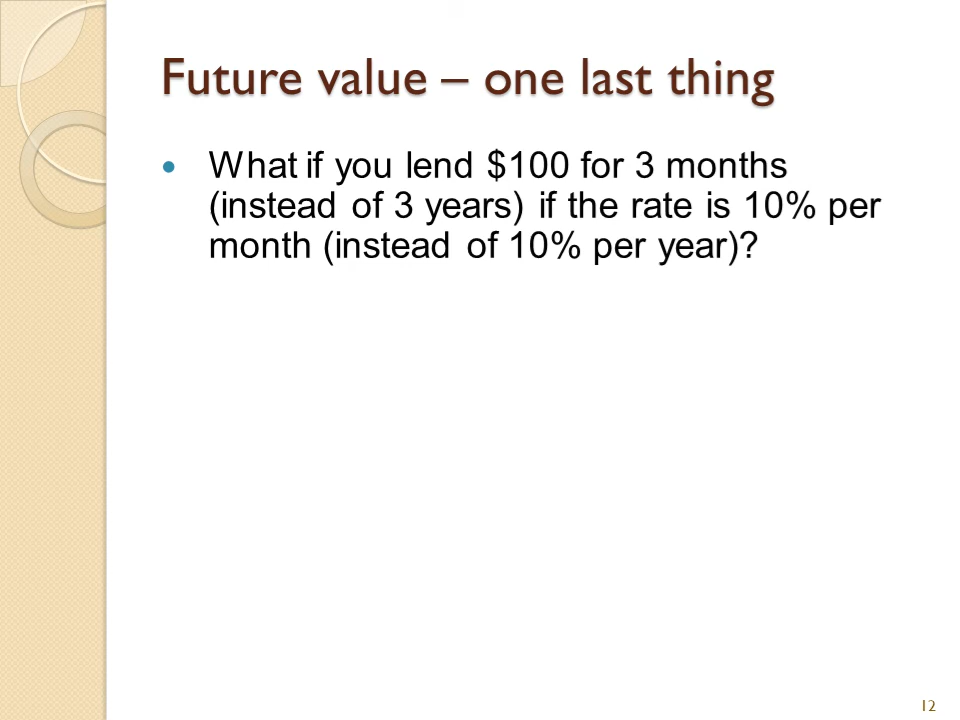 Future value – one last thing
What if you lend $100 for 3 months
(instead of 3 years) if the rate is 10% per
month (instead of 10% per year)?
12